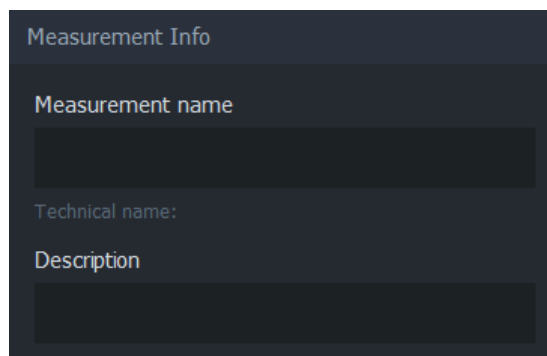 Measurement Info
Measurement name
Technical name:
Description